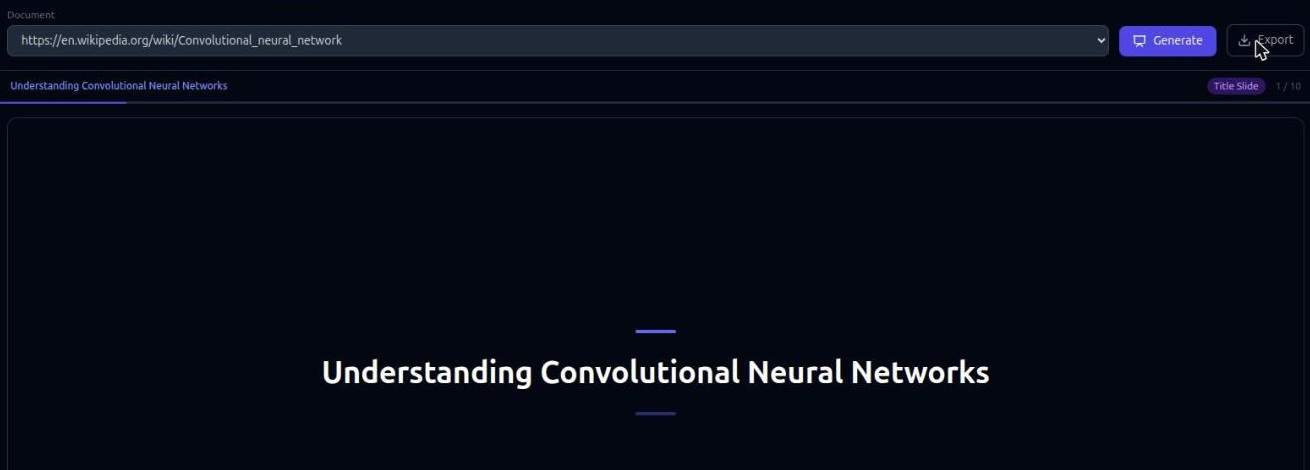 Document
https://en.wikipedia.org/wiki/Convolutional_neural_network
Generate
Export
Understanding Convolutional Neural Networks
Title Slide
1 / 10
Understanding Convolutional Neural Networks